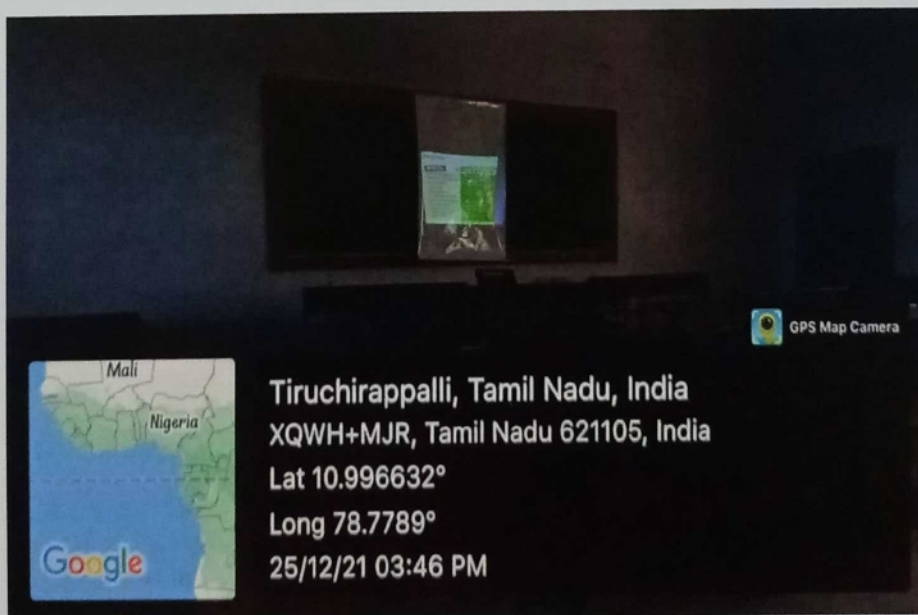 GPS Map Camera
Mali
Nigeria
Google
Tiruchirappalli, Tamil Nadu, India
XQWH+MJR, Tamil Nadu 621105, India
Lat 10.996632°
Long 78.7789°
25/12/21 03:46 PM